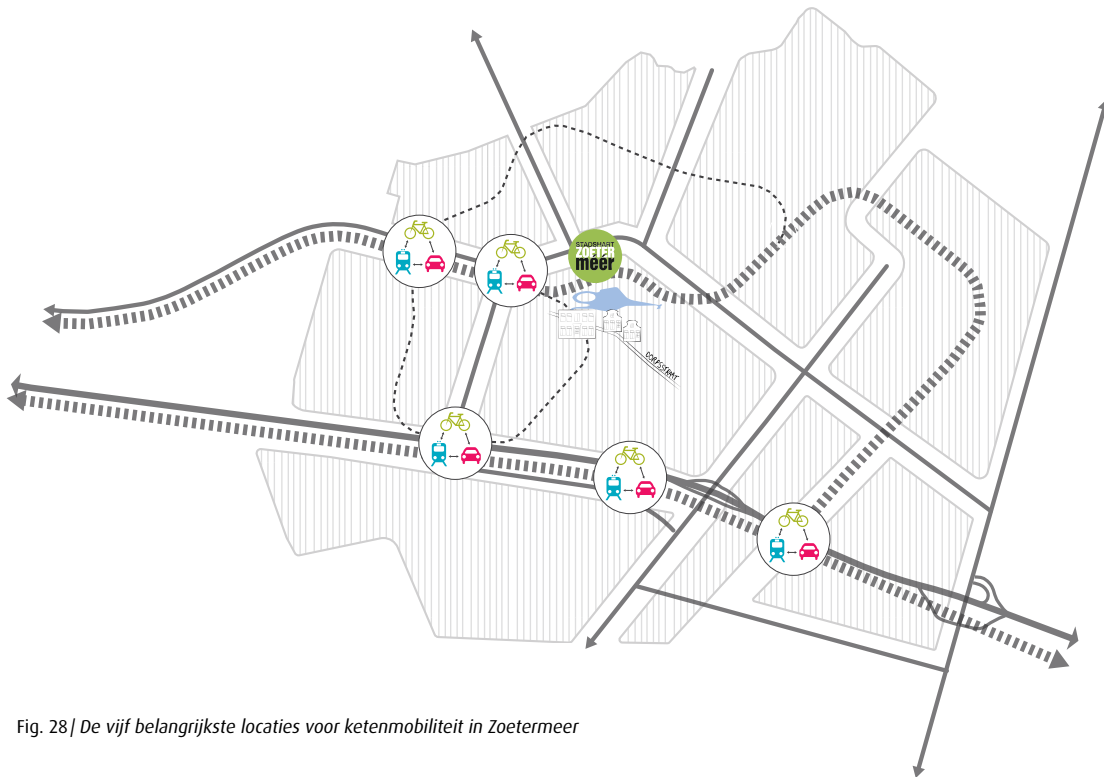 STADSHART
ZOETER
meer
DORPSSTRAAT
Fig. 28 | De vijf belangrijkste locaties voor ketenmobiliteit in Zoetermeer